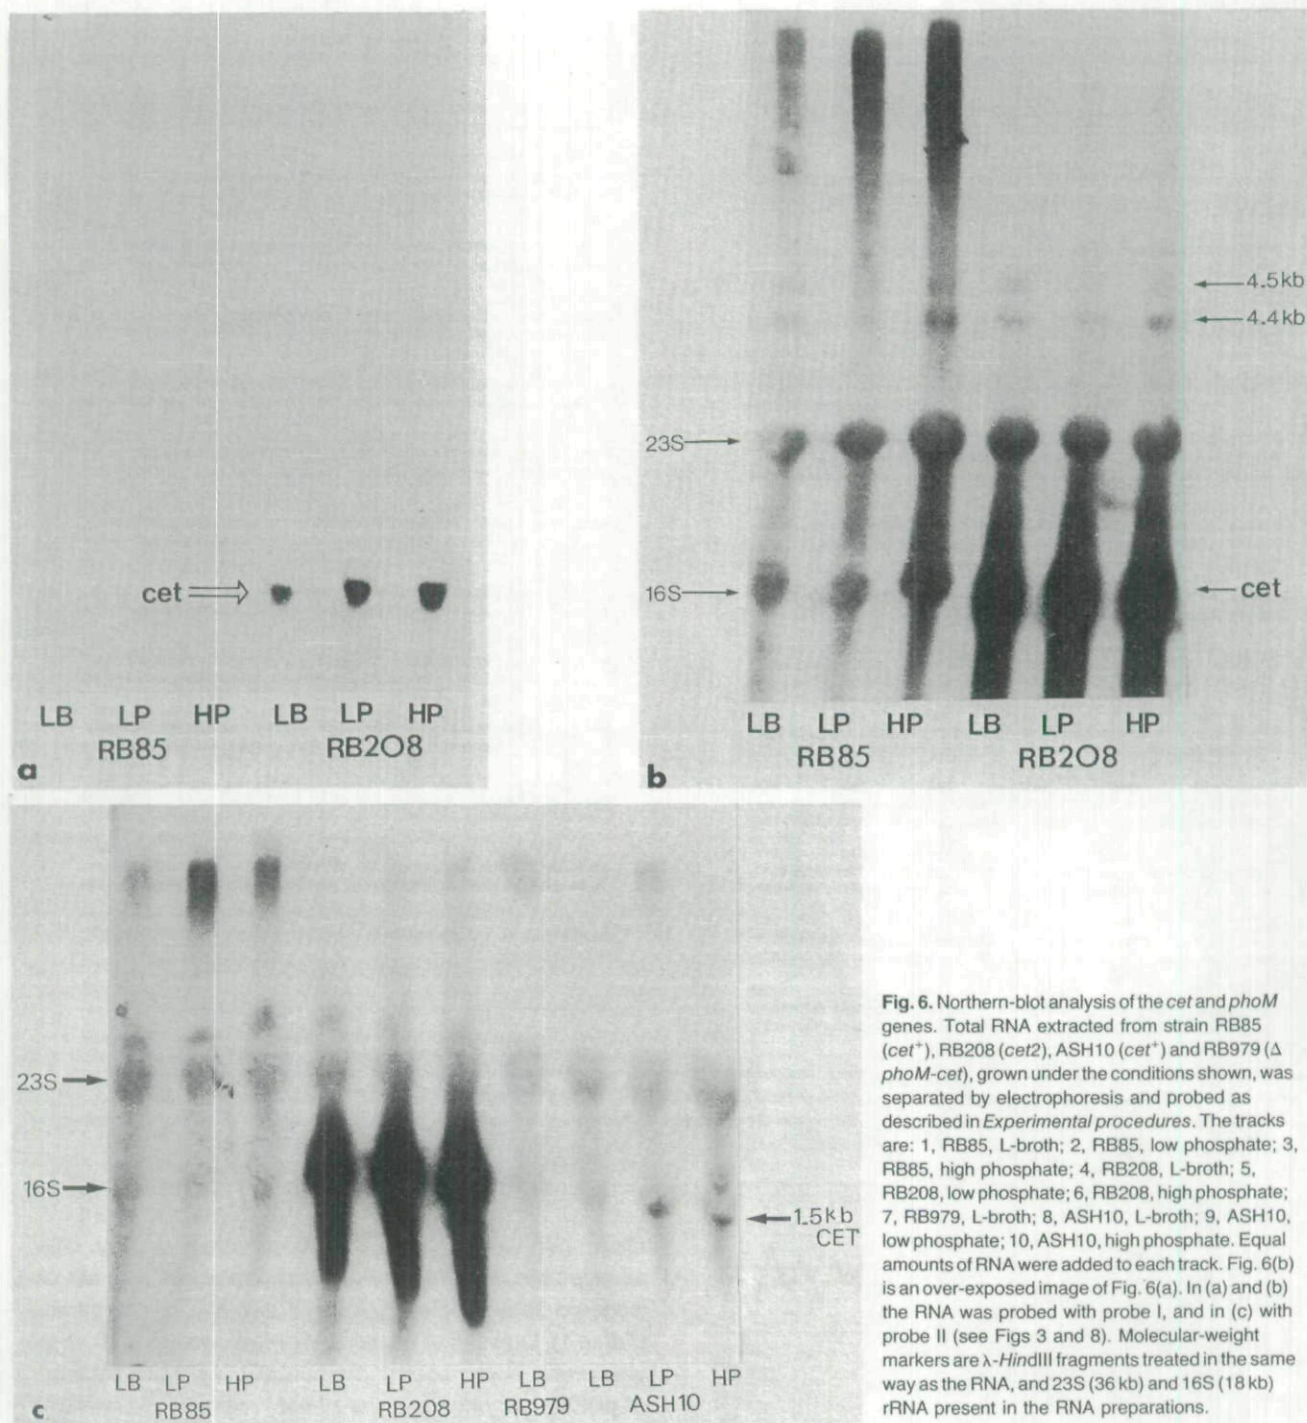 4.5kb
4.4kb
23S
cet
16S
cet
LB LP HP LB LP HP
RB85 RB2O8
a
LB LP HP LB LP HP
RB85 RB2O8
b
23S
16S
1.5kb
CET
LB LP HP LB LP HP LB LB LP HP
RB85 RB208 RB979 ASH10
c
Fig. 6. Northern-blot analysis of the cet and phoM
genes. Total RNA extracted from strain RB85
(cet⁺), RB208 (cet2), ASH10 (cet⁺) and RB979 (Δ
phoM-cet), grown under the conditions shown, was
separated by electrophoresis and probed as
described in Experimental procedures. The tracks
are: 1, RB85, L-broth; 2, RB85, low phosphate; 3,
RB85, high phosphate; 4, RB208, L-broth; 5,
RB208, low phosphate; 6, RB208, high phosphate;
7, RB979, L-broth; 8, ASH10, L-broth; 9, ASH10,
low phosphate; 10, ASH10, high phosphate. Equal
amounts of RNA were added to each track. Fig. 6(b)
is an over-exposed image of Fig. 6(a). In (a) and (b)
the RNA was probed with probe I, and in (c) with
probe II (see Figs 3 and 8). Molecular-weight
markers are λ-HindIII fragments treated in the same
way as the RNA, and 23S (36 kb) and 16S (18 kb)
rRNA present in the RNA preparations.